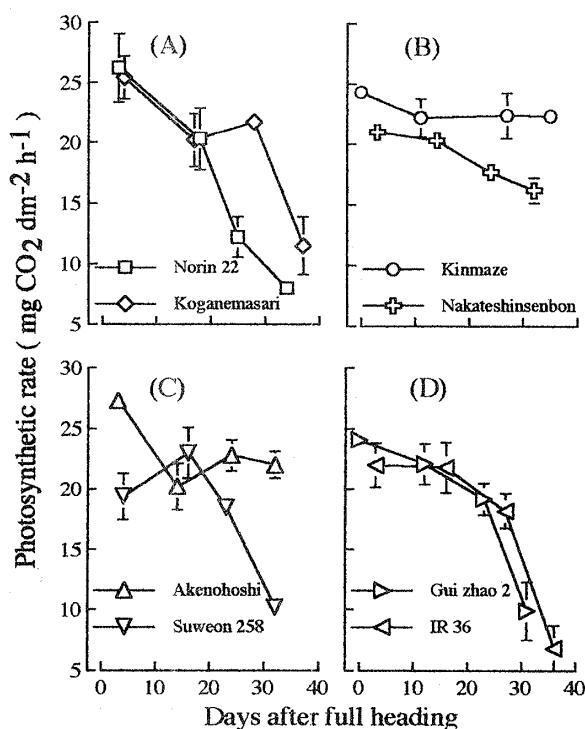 Photosynthetic rate ( mg CO2 dm-2 h-1 )
30
25
20
15
10
5
(A)
Norin 22
Koganemasari
(B)
Kinmaze
Nakateshinsenbon
30
25
20
15
10
5
(C)
Akenohoshi
Suweon 258
0 10 20 30 40
(D)
Gui zhao 2
IR 36
0 10 20 30 40
Days after full heading